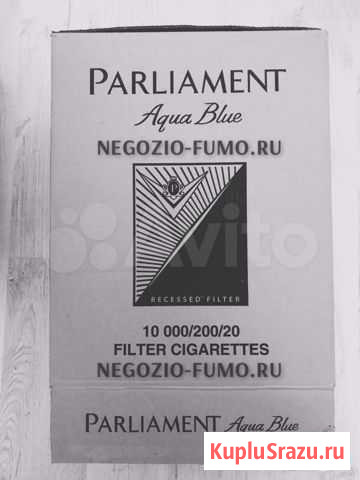 PARLIAMENT
Aqua Blue
NEGOZIO-FUMO.RU
P
Avito
RECESSED FILTER
10 000/200/20
FILTER CIGARETTES
NEGOZIO-FUMO.RU
PARLIAMENT Aqua Blue
KupluSrazu.ru